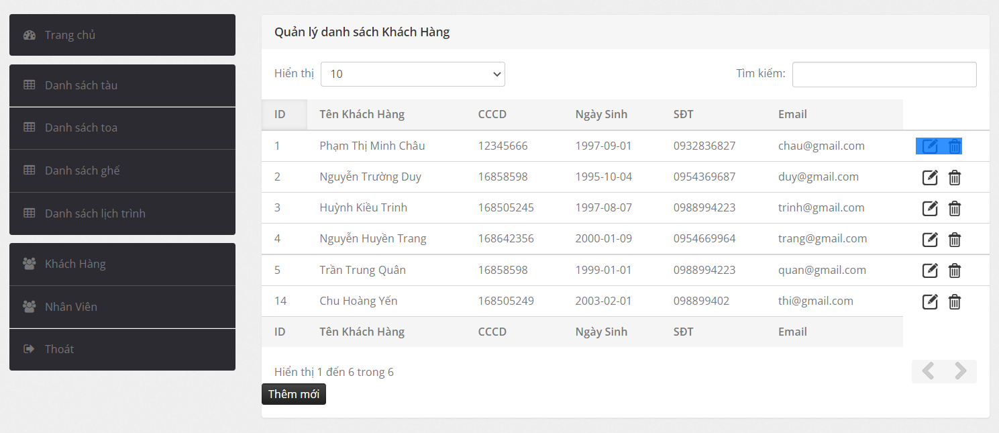 Trang chủ
Danh sách tàu
Danh sách toa
Danh sách ghế
Danh sách lịch trình
Khách Hàng
Nhân Viên
Thoát
Quản lý danh sách Khách Hàng
Hiển thị 10 Tìm kiếm:
ID Tên Khách Hàng CCCD Ngày Sinh SĐT Email
1 Phạm Thị Minh Châu 12345666 1997-09-01 0932836827 chau@gmail.com
2 Nguyễn Trường Duy 16858598 1995-10-04 0954369687 duy@gmail.com
3 Huỳnh Kiều Trinh 168505245 1997-08-07 0988994223 trinh@gmail.com
4 Nguyễn Huyền Trang 168642356 2000-01-09 0954669964 trang@gmail.com
5 Trần Trung Quân 16858598 1999-01-01 0988994223 quan@gmail.com
14 Chu Hoàng Yến 168505249 2003-02-01 098899402 thi@gmail.com
ID Tên Khách Hàng CCCD Ngày Sinh SĐT Email
Hiển thị 1 đến 6 trong 6
Thêm mới